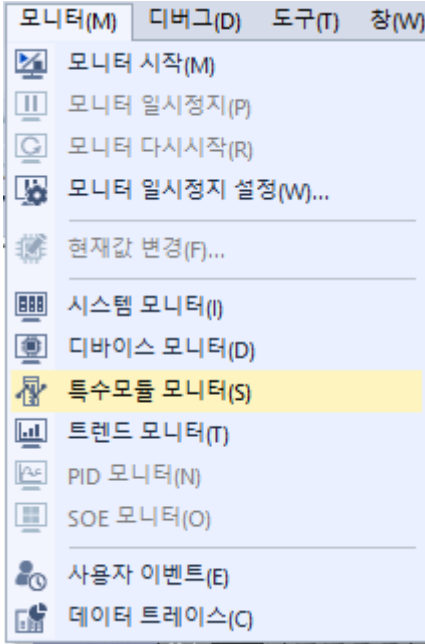 모니터(M) 디버그(D) 도구(T) 창(W)
모니터 시작(M)
모니터 일시정지(P)
모니터 다시시작(R)
모니터 일시정지 설정(W)...
현재값 변경(F)...
시스템 모니터(I)
디바이스 모니터(D)
특수모듈 모니터(S)
트렌드 모니터(T)
PID 모니터(N)
SOE 모니터(O)
사용자 이벤트(E)
데이터 트레이스(C)